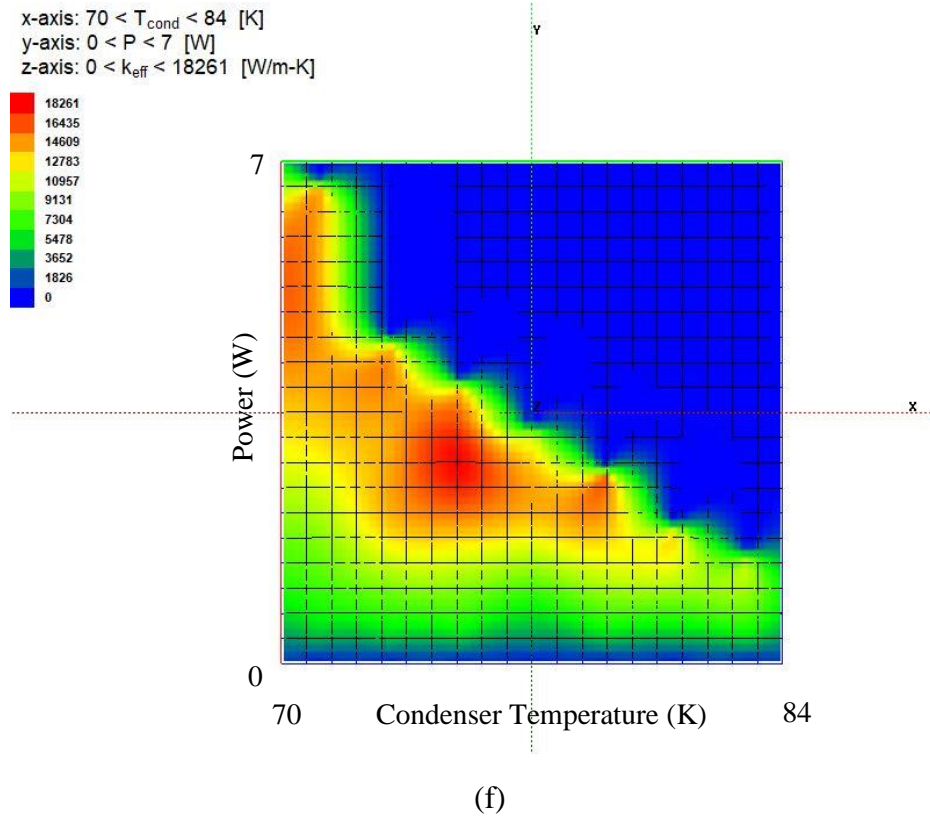 x-axis: 70 < T_cond < 84 [K]
y-axis: 0 < P < 7 [W]
z-axis: 0 < k_eff < 18261 [W/m-K]
18261
16435
14609
12783
10957
9131
7304
5478
3652
1826
0
Y
7
Power (W)
Z
X
0
70 Condenser Temperature (K) 84
(f)